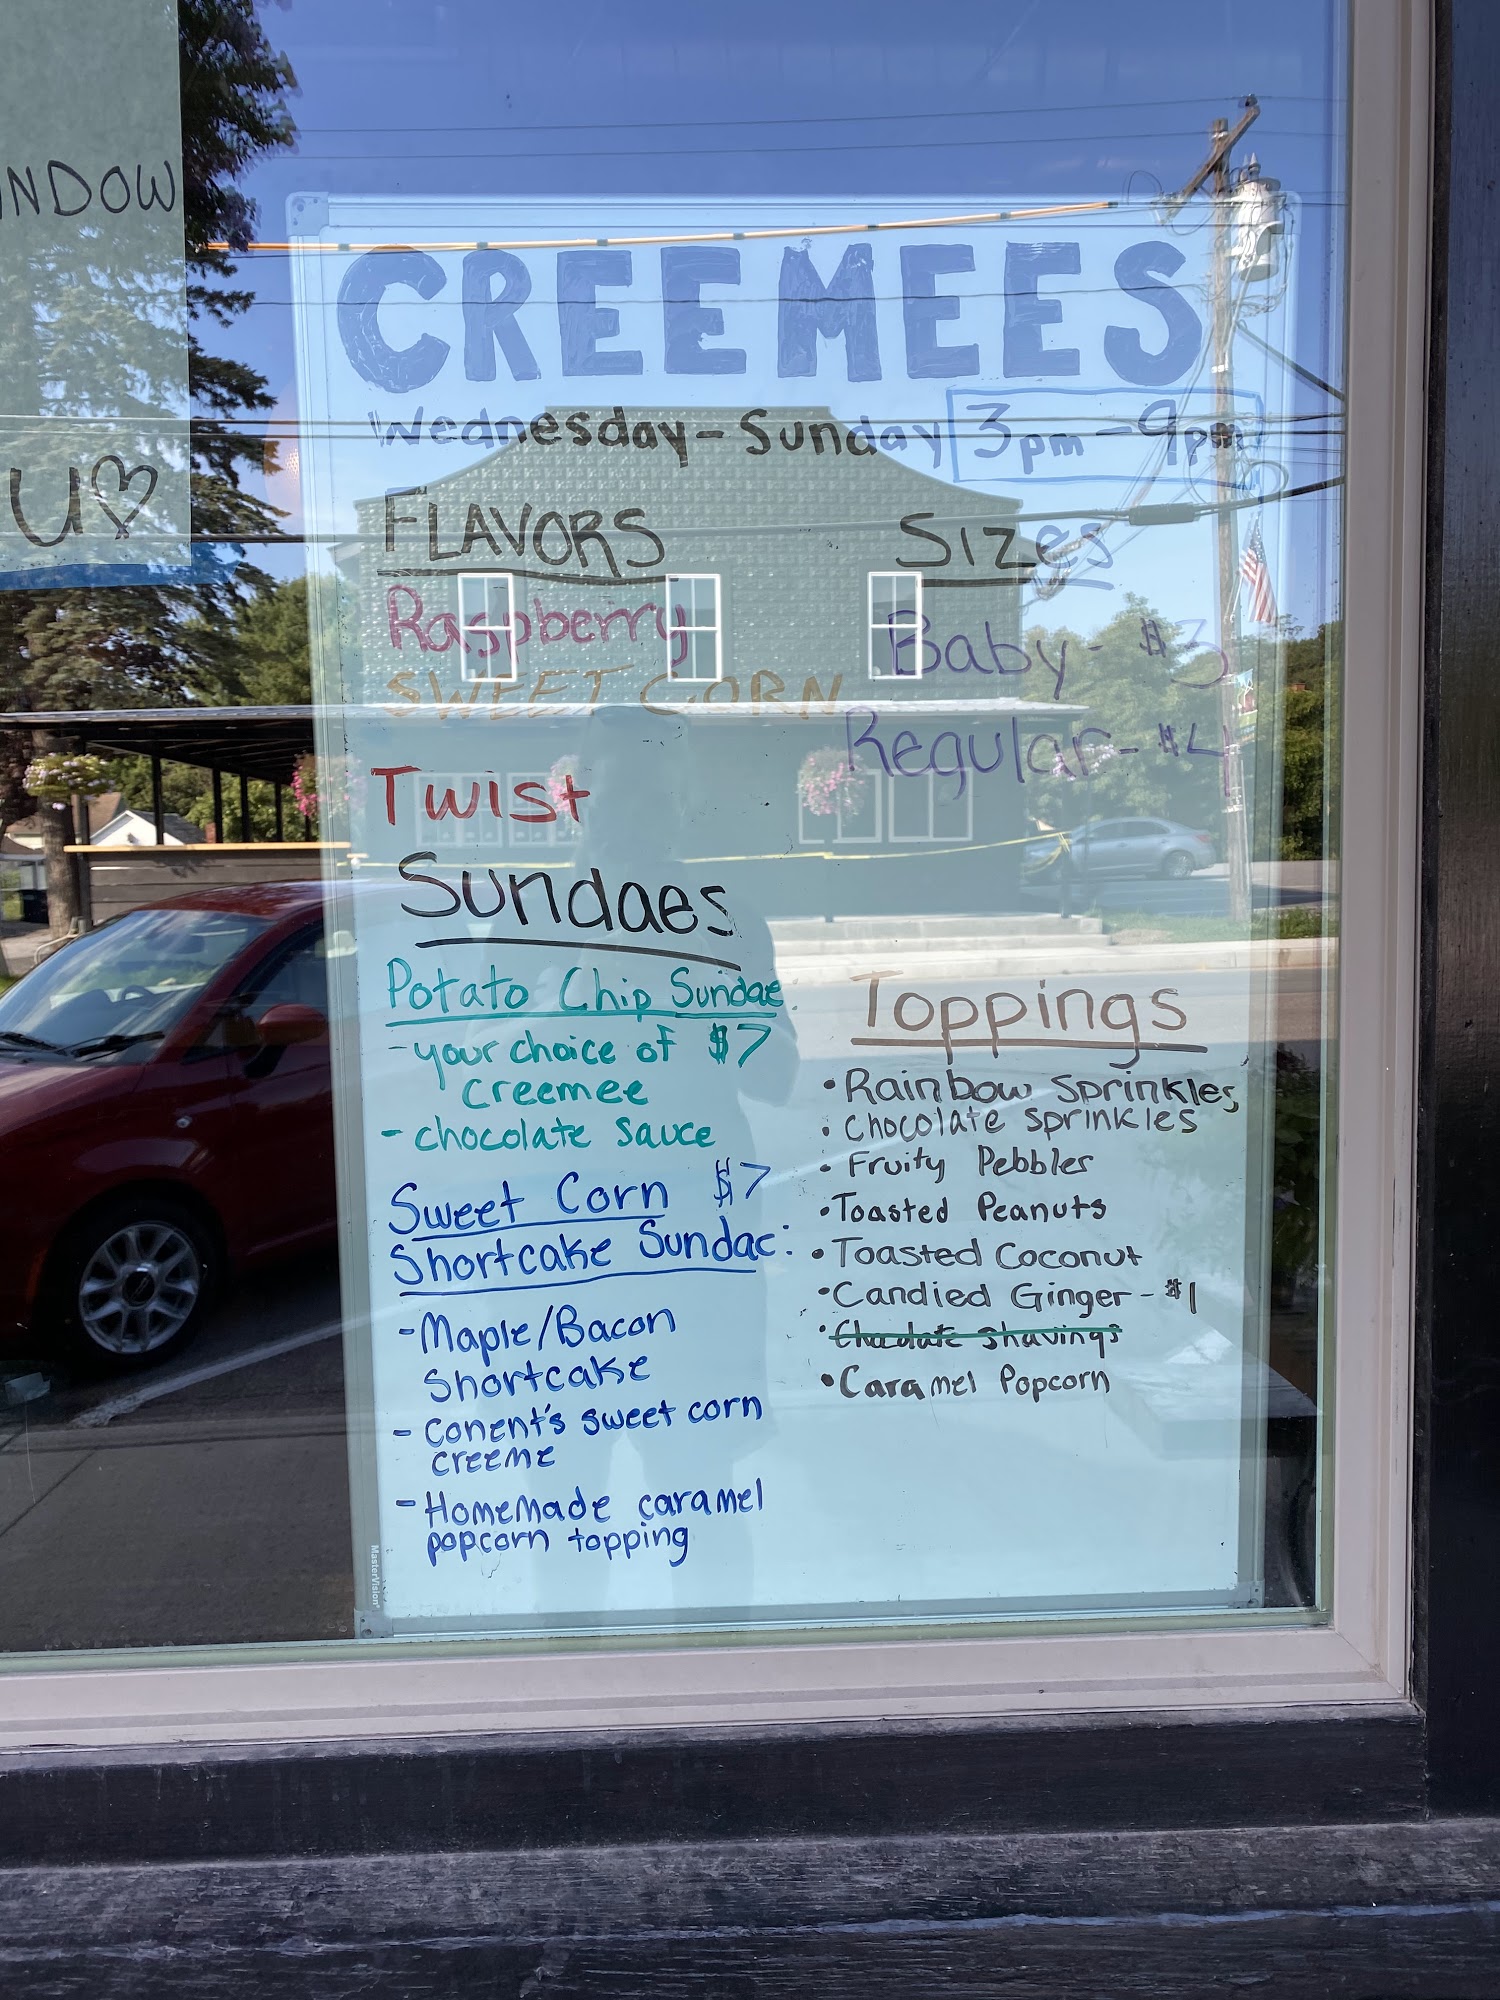 INDOW
U♡
CREEMEES
Wednesday - Sunday 3pm - 9pm
FLAVORS
Raspberry
SWEET CORN
Twist
Sizes
Baby - $3
Regular - $4
Sundaes
Potato Chip Sundae:
- your choice of $7
creemee
- chocolate sauce
Sweet Corn $7
Shortcake Sundae:
- Maple/Bacon
Shortcake
- Conent's sweet corn
creeme
- Homemade caramel
popcorn topping
Toppings
• Rainbow Sprinkles
• Chocolate Sprinkles
• Fruity Pebbles
• Toasted Peanuts
• Toasted Coconut
• Candied Ginger - $1
• Chocolate shavings
• Caramel Popcorn
MasterVision